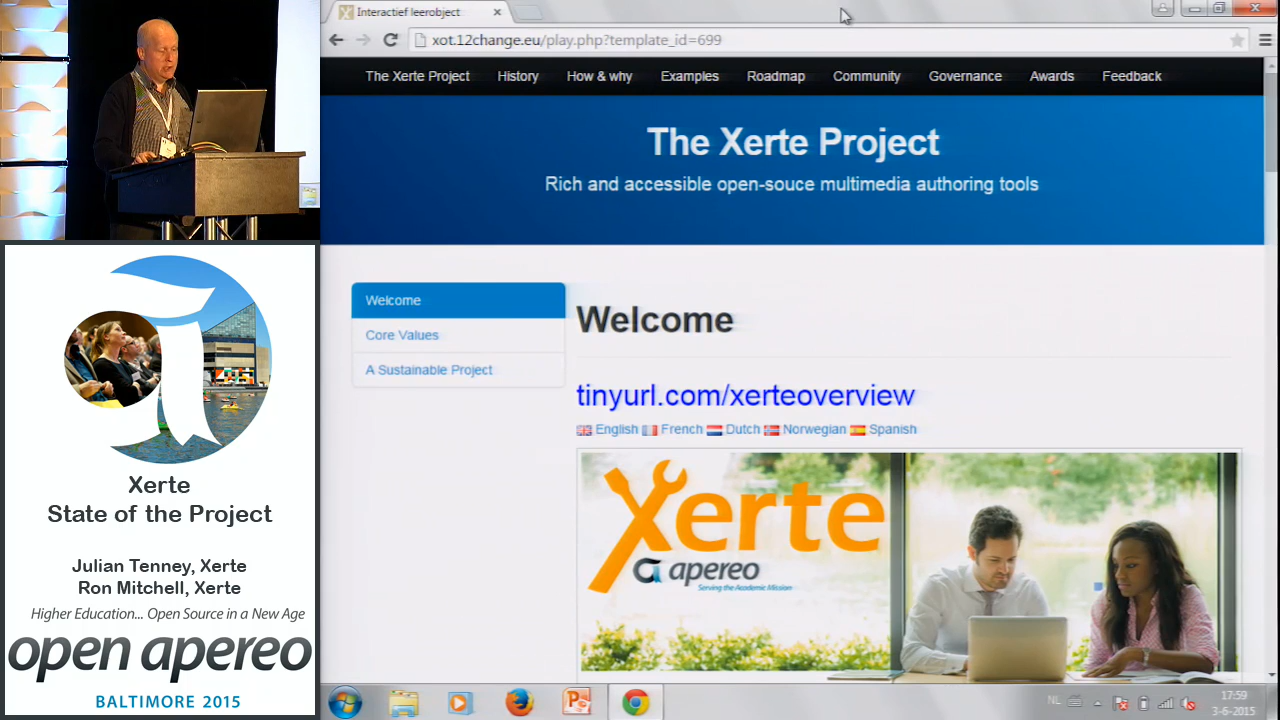 Interactief leerobject
xot.12change.eu/play.php?template_id=699
The Xerte Project History How & why Examples Roadmap Community Governance Awards Feedback
The Xerte Project
Rich and accessible open-souce multimedia authoring tools
Welcome
Core Values
A Sustainable Project
Welcome
tinyurl.com/xerteoverview
English French Dutch Norwegian Spanish
Xerte
apereo
Serving the Academic Mission
NL
17:59
3-6-2015
Xerte
State of the Project
Julian Tenney, Xerte
Ron Mitchell, Xerte
Higher Education... Open Source in a New Age
open apereo
BALTIMORE 2015